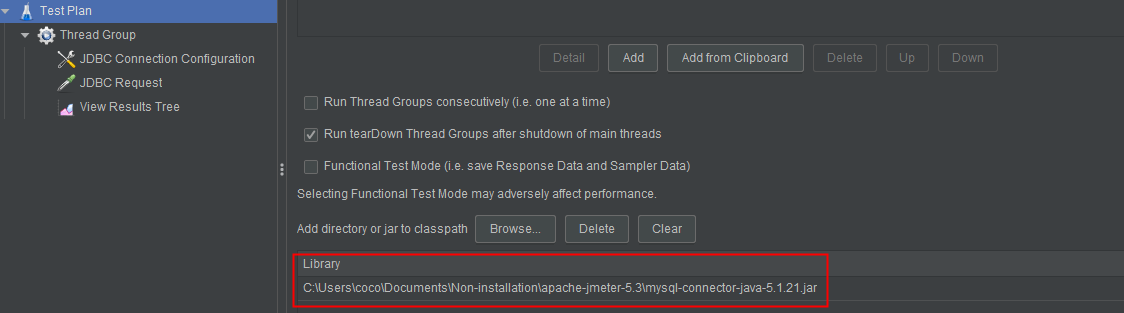 Test Plan
Thread Group
JDBC Connection Configuration
JDBC Request
View Results Tree
Detail Add Add from Clipboard Delete Up Down
Run Thread Groups consecutively (i.e. one at a time)
Run tearDown Thread Groups after shutdown of main threads
Functional Test Mode (i.e. save Response Data and Sampler Data)
Selecting Functional Test Mode may adversely affect performance.
Add directory or jar to classpath Browse... Delete Clear
Library
C:\Users\coco\Documents\Non-installation\apache-jmeter-5.3\mysql-connector-java-5.1.21.jar